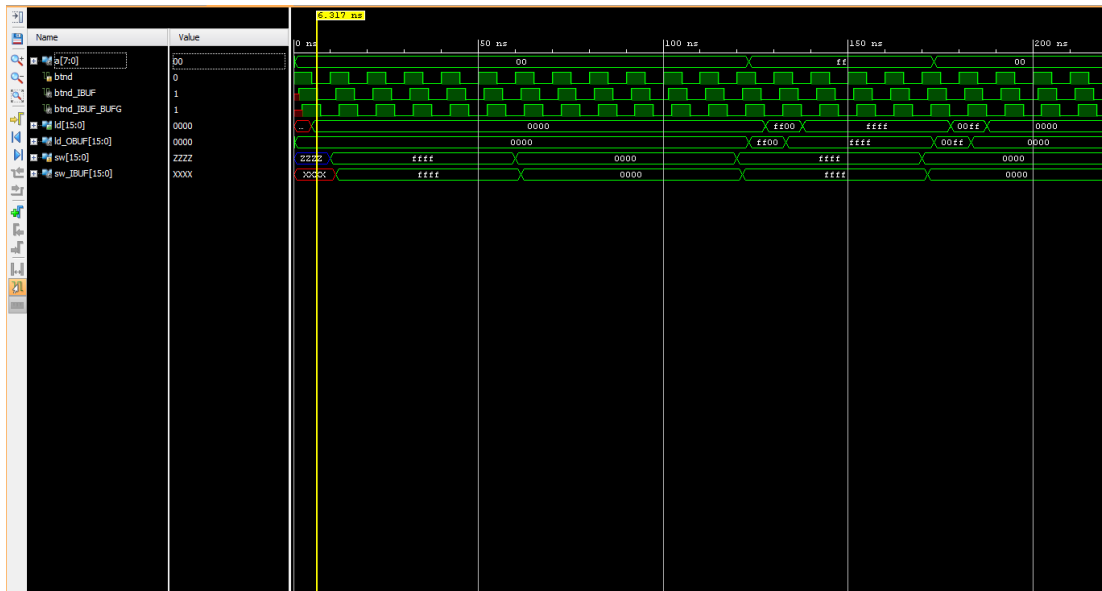 6.317 ns
Name Value
0 ns 50 ns 100 ns 150 ns 200 ns
a[7:0] 00 00 ff 00
btnd 0
btnd_IBUF 1
btnd_IBUF_BUFG 1
ld[15:0] 0000 .. 0000 ff00 ffff 00ff 0000
ld_OBUF[15:0] 0000 0000 ff00 ffff 00ff 0000
sw[15:0] ZZZZ ZZZZ ffff 0000 ffff 0000
sw_IBUF[15:0] XXXX XXXX ffff 0000 ffff 0000